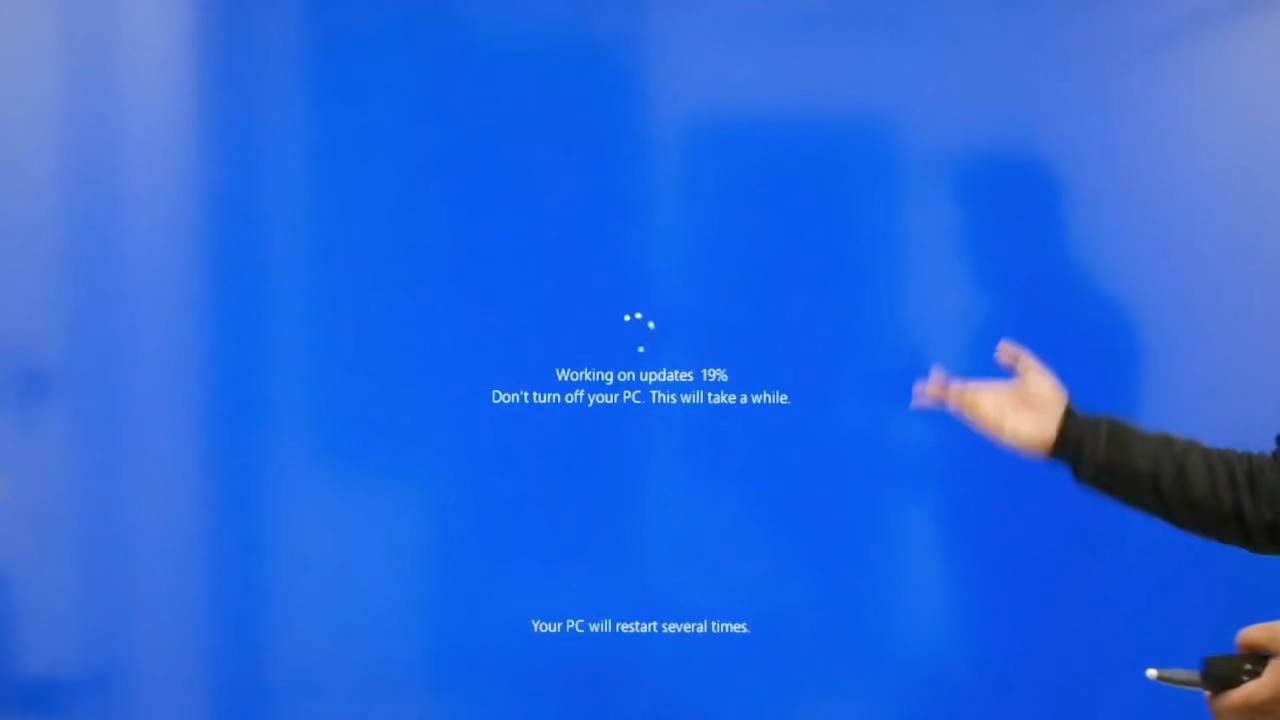 Working on updates 19%
Don't turn off your PC. This will take a while.
Your PC will restart several times.